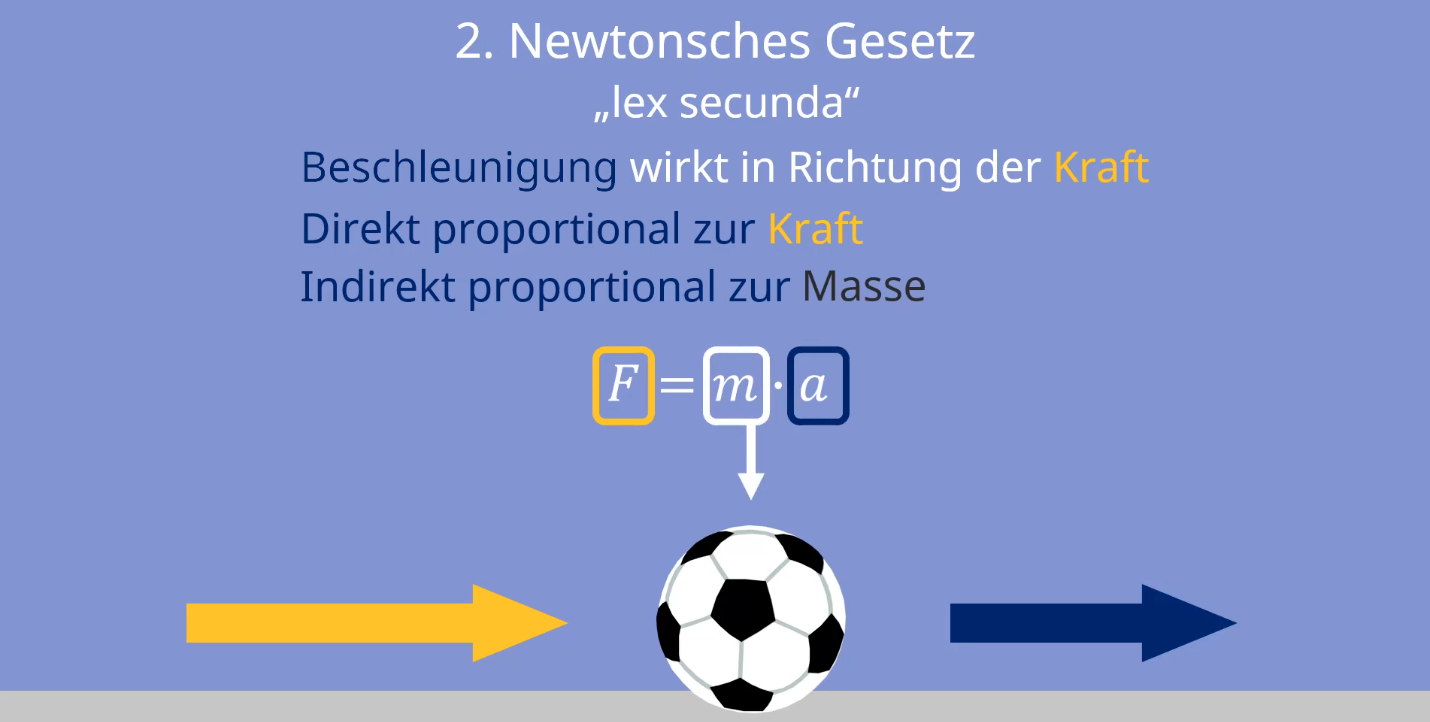 2. Newtonsches Gesetz
„lex secunda“
Beschleunigung wirkt in Richtung der Kraft
Direkt proportional zur Kraft
Indirekt proportional zur Masse
F = m · a